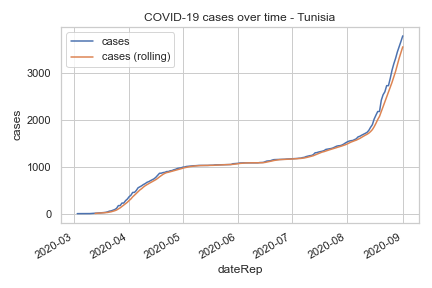 COVID-19 cases over time - Tunisia
cases
cases (rolling)
cases
3000
2000
1000
0
2020-03
2020-04
2020-05
2020-06
2020-07
2020-08
2020-09
dateRep